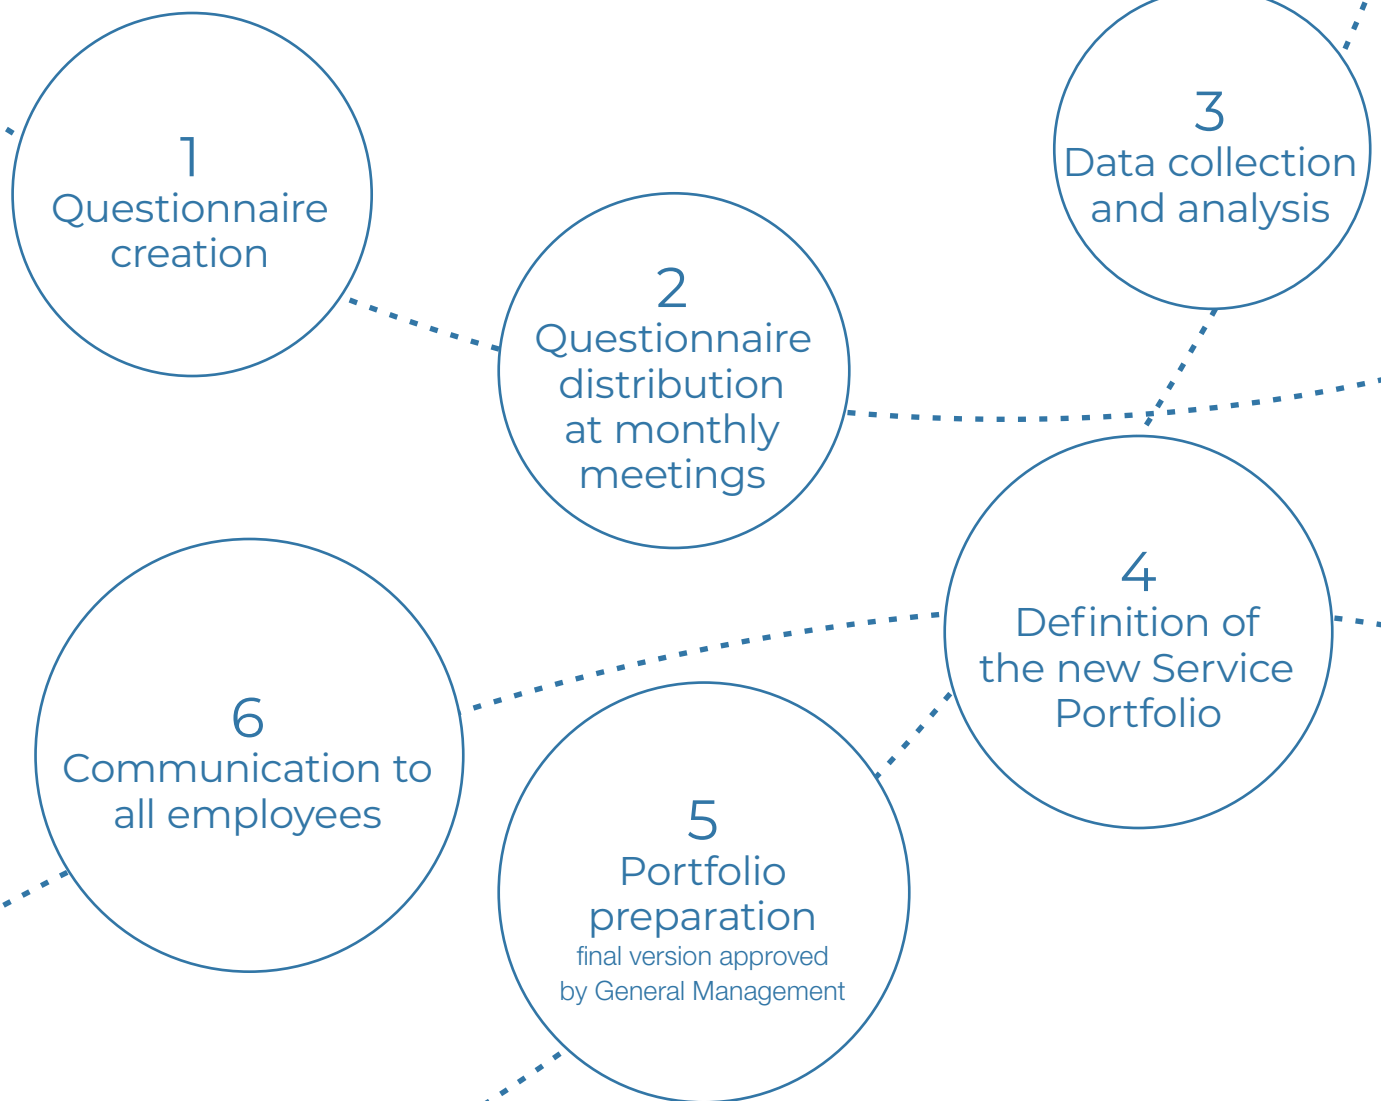 1
Questionnaire
creation
2
Questionnaire
distribution
at monthly
meetings
3
Data collection
and analysis
4
Definition of
the new Service
Portfolio
5
Portfolio
preparation
final version approved
by General Management
6
Communication to
all employees